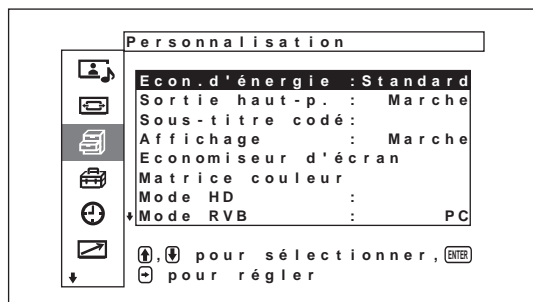 Personnalisation
Econ.d'énergie :Standard
Sortie haut-p. : Marche
Sous-titre codé:
Affichage : Marche
Economiseur d'écran
Matrice couleur
Mode HD :
Mode RVB : PC
, pour sélectionner, ENTER
pour régler